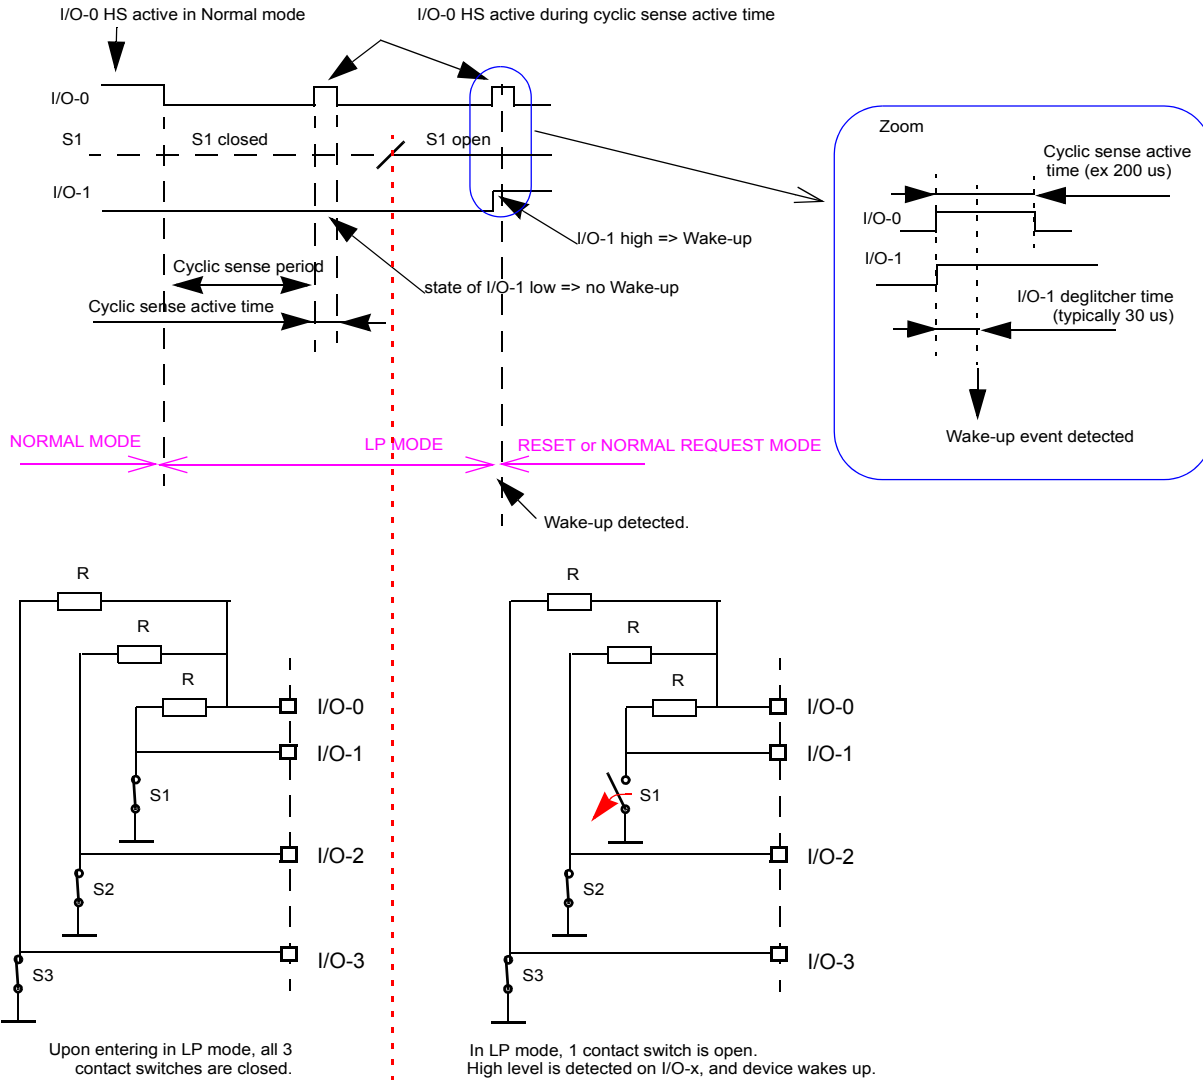 I/O-0 HS active in Normal mode
I/O-0 HS active during cyclic sense active time
I/O-0
S1
S1 closed
S1 open
I/O-1
I/O-1 high => Wake-up
Cyclic sense period
state of I/O-1 low => no Wake-up
Cyclic sense active time
Zoom
Cyclic sense active
time (ex 200 us)
I/O-0
I/O-1
I/O-1 deglitcher time
(typically 30 us)
Wake-up event detected
NORMAL MODE
LP MODE
RESET or NORMAL REQUEST MODE
Wake-up detected.
R
R
R
I/O-0
I/O-1
S1
I/O-2
S2
I/O-3
S3
Upon entering in LP mode, all 3
contact switches are closed.
R
R
R
I/O-0
I/O-1
S1
I/O-2
S2
I/O-3
S3
In LP mode, 1 contact switch is open.
High level is detected on I/O-x, and device wakes up.